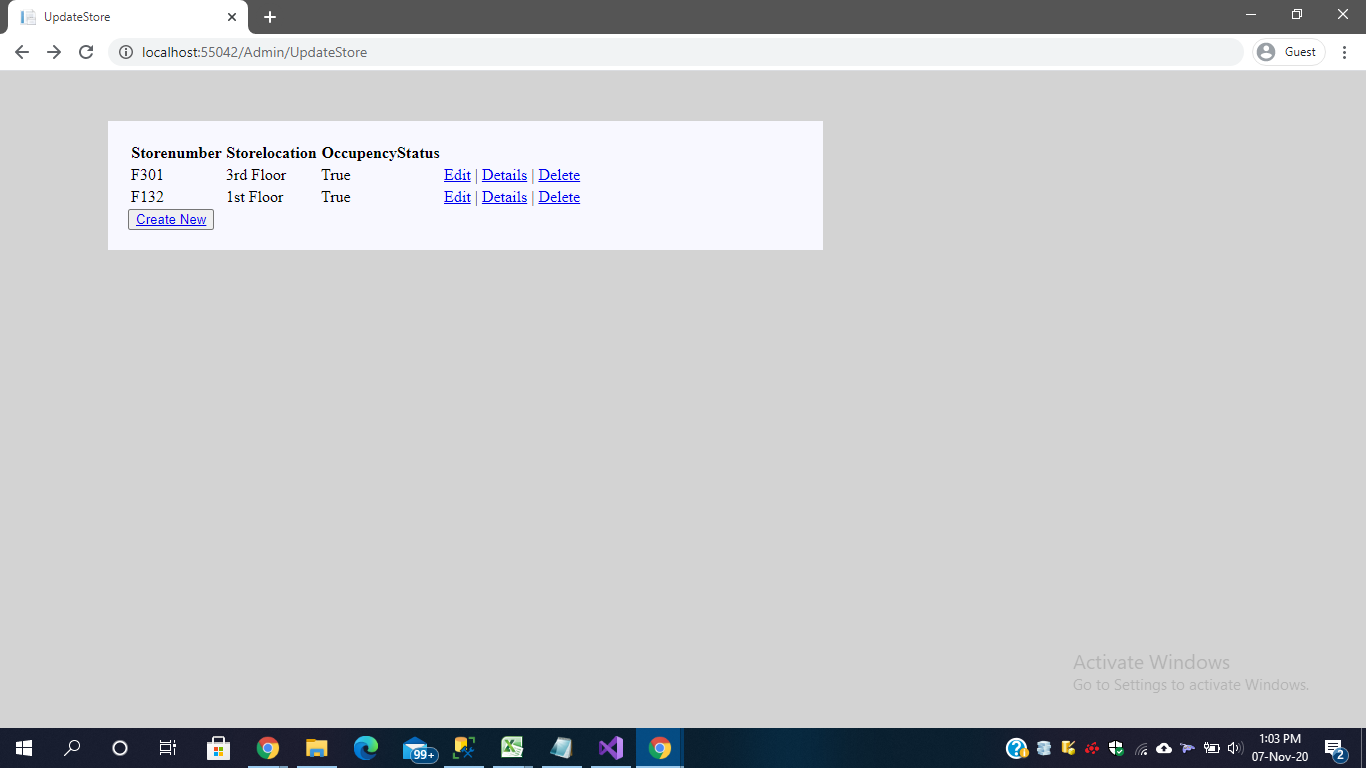 UpdateStore
localhost:55042/Admin/UpdateStore
Guest
Storenumber Storelocation OccupencyStatus
F301 3rd Floor True Edit | Details | Delete
F132 1st Floor True Edit | Details | Delete
Create New
Activate Windows
Go to Settings to activate Windows.
99+
1:03 PM
07-Nov-20
2